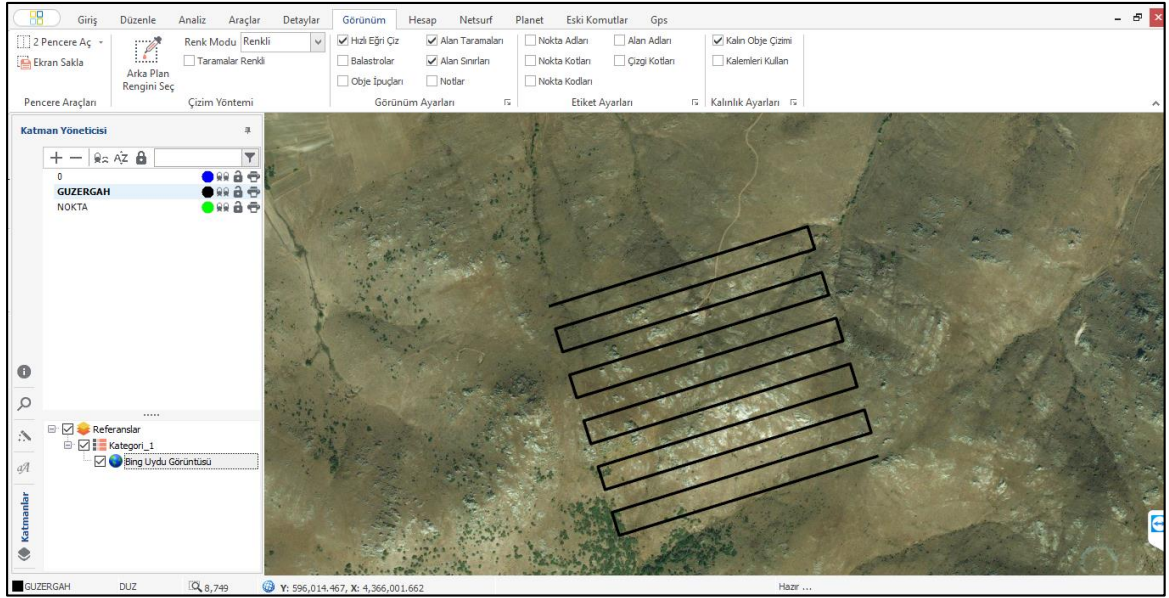 Giriş Düzenle Analiz Araçlar Detaylar Görünüm Hesap Netsurf Planet Eski Komutlar Gps
2 Pencere Aç
Ekran Sakla
Pencere Araçları
Arka Plan
Rengini Seç
Renk Modu Renkli
Taramalar Renkli
Çizim Yöntemi
Hızlı Eğri Çiz Alan Taramaları
Balastrolar Alan Sınırları
Obje İpuçları Notlar
Görünüm Ayarları
Nokta Adları Alan Adları
Nokta Kotları Çizgi Kotları
Nokta Kodları
Etiket Ayarları
Kalın Obje Çizimi
Kalemleri Kullan
Kalınlık Ayarları
Katman Yöneticisi
AZ
0
GUZERGAH
NOKTA
Referanslar
Kategori_1
Bing Uydu Görüntüsü
Katmanlar
GUZERGAH DUZ 8,749 Y: 596,014.467, X: 4,366,001.662 Hazır ...